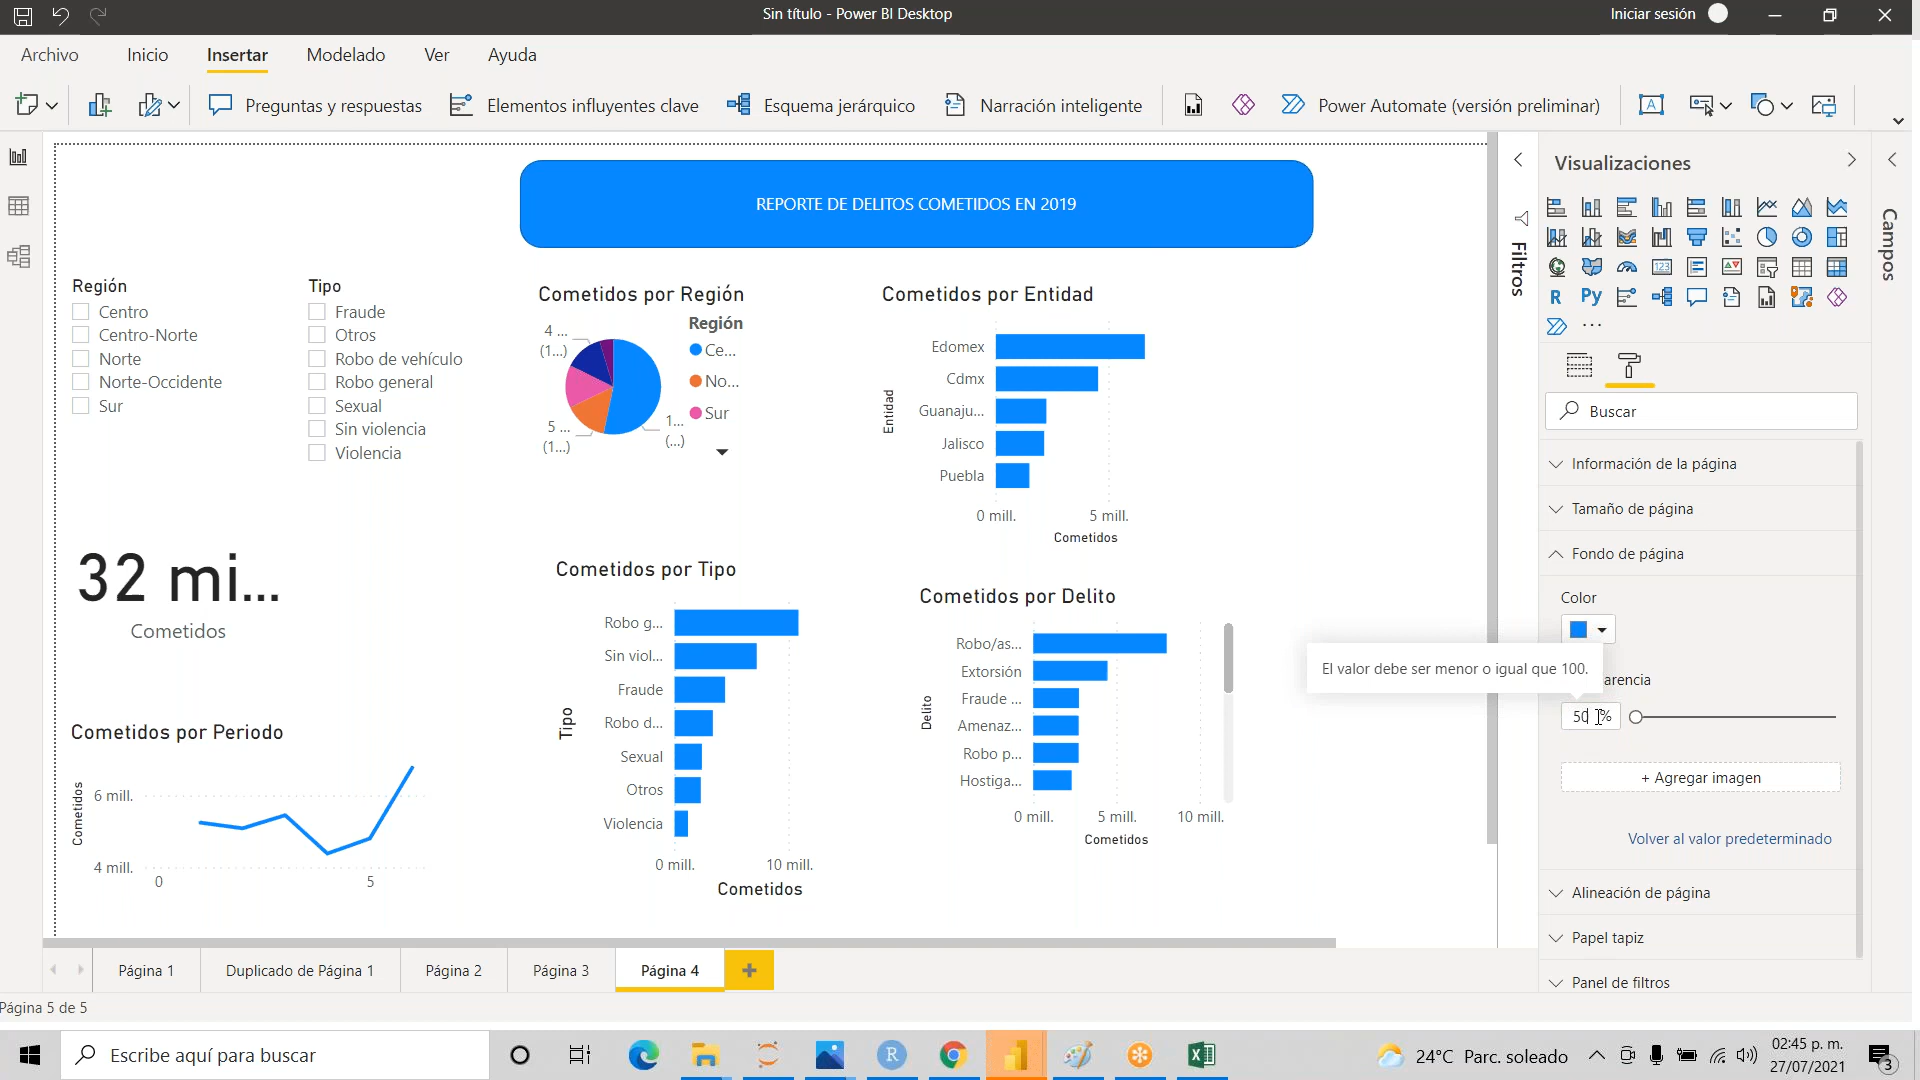 Sin título - Power BI Desktop
Iniciar sesión
Archivo
Inicio
Insertar
Modelado
Ver
Ayuda
Preguntas y respuestas
Elementos influyentes clave
Esquema jerárquico
Narración inteligente
Power Automate (versión preliminar)
REPORTE DE DELITOS COMETIDOS EN 2019
Región
Centro
Centro-Norte
Norte
Norte-Occidente
Sur
Tipo
Fraude
Otros
Robo de vehículo
Robo general
Sexual
Sin violencia
Violencia
Cometidos por Región
4 ...
(1...)
5 ...
(1...)
1...
(...)
Región
Ce...
No...
Sur
Cometidos por Entidad
Entidad
Edomex
Cdmx
Guanaju...
Jalisco
Puebla
0 mill.
5 mill.
Cometidos
32 mi...
Cometidos
Cometidos por Periodo
Cometidos
6 mill.
4 mill.
0
5
Cometidos por Tipo
Tipo
Robo g...
Sin viol...
Fraude
Robo d...
Sexual
Otros
Violencia
0 mill.
10 mill.
Cometidos
Cometidos por Delito
Delito
Robo/as...
Extorsión
Fraude ...
Amenaz...
Robo p...
Hostiga...
0 mill.
5 mill.
10 mill.
Cometidos
Filtros
Visualizaciones
123
R
Py
...
Buscar
Información de la página
Tamaño de página
Fondo de página
Color
El valor debe ser menor o igual que 100.
arencia
50 %
+ Agregar imagen
Volver al valor predeterminado
Alineación de página
Papel tapiz
Panel de filtros
Campos
Página 1
Duplicado de Página 1
Página 2
Página 3
Página 4
Página 5 de 5
Escribe aquí para buscar
24°C Parc. soleado
02:45 p. m.
27/07/2021
3